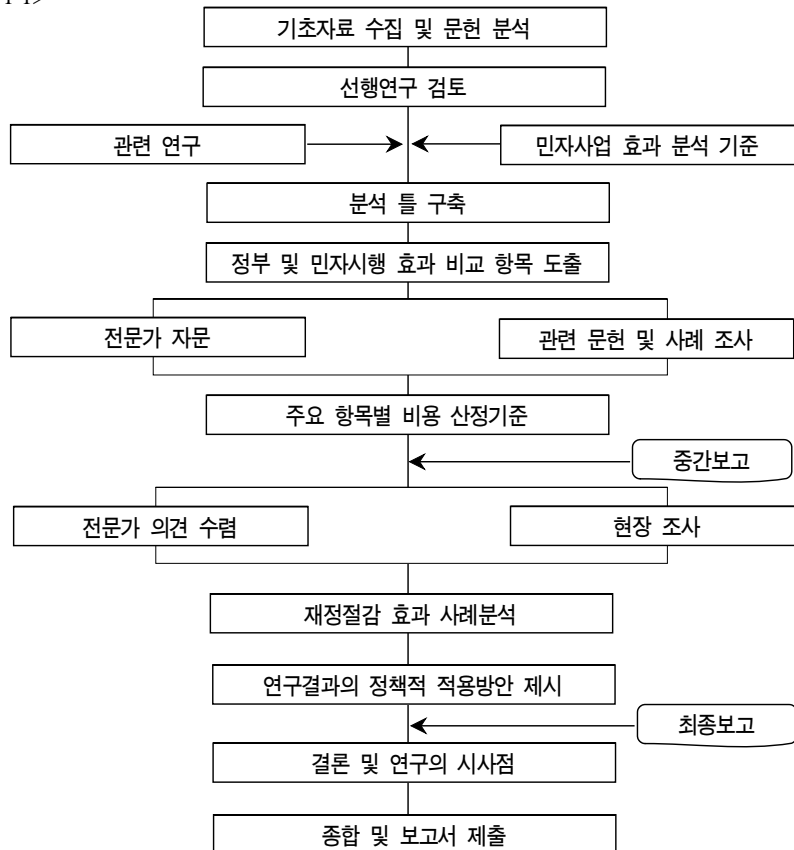 기초자료 수집 및 문헌 분석
선행연구 검토
관련 연구
민자사업 효과 분석 기준
분석 틀 구축
정부 및 민자시행 효과 비교 항목 도출
전문가 자문
관련 문헌 및 사례 조사
주요 항목별 비용 산정기준
중간보고
전문가 의견 수렴
현장 조사
재정절감 효과 사례분석
연구결과의 정책적 적용방안 제시
최종보고
결론 및 연구의 시사점
종합 및 보고서 제출